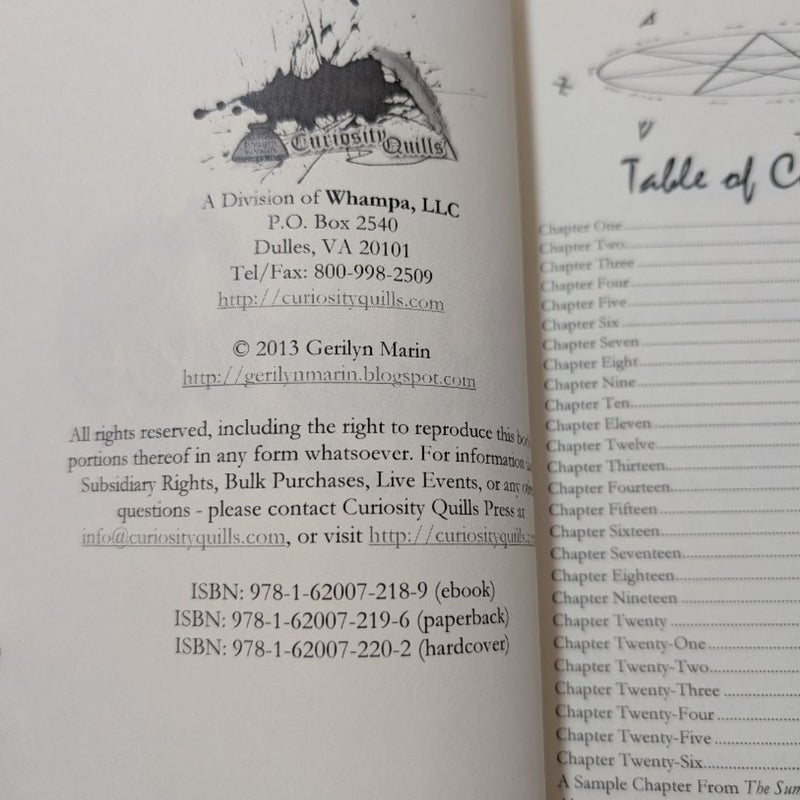 Curiosity Quills
A Division of Whampa, LLC
P.O. Box 2540
Dulles, VA 20101
Tel/Fax: 800-998-2509
http://curiosityquills.com
© 2013 Gerilyn Marin
http://gerilynmarin.blogspot.com
All rights reserved, including the right to reproduce this
portions thereof in any form whatsoever. For information
Subsidiary Rights, Bulk Purchases, Live Events, or any
questions - please contact Curiosity Quills Press at
info@curiosityquills.com, or visit http://curiosityquills.
ISBN: 978-1-62007-218-9 (ebook)
ISBN: 978-1-62007-219-6 (paperback)
ISBN: 978-1-62007-220-2 (hardcover)
Table of C
Chapter One
Chapter Two
Chapter Three
Chapter Four
Chapter Five
Chapter Six
Chapter Seven
Chapter Eight
Chapter Nine
Chapter Ten
Chapter Eleven
Chapter Twelve
Chapter Thirteen
Chapter Fourteen
Chapter Fifteen
Chapter Sixteen
Chapter Seventeen
Chapter Eighteen
Chapter Nineteen
Chapter Twenty
Chapter Twenty-One
Chapter Twenty-Two
Chapter Twenty-Three
Chapter Twenty-Four
Chapter Twenty-Five
Chapter Twenty-Six
A Sample Chapter From The Sum